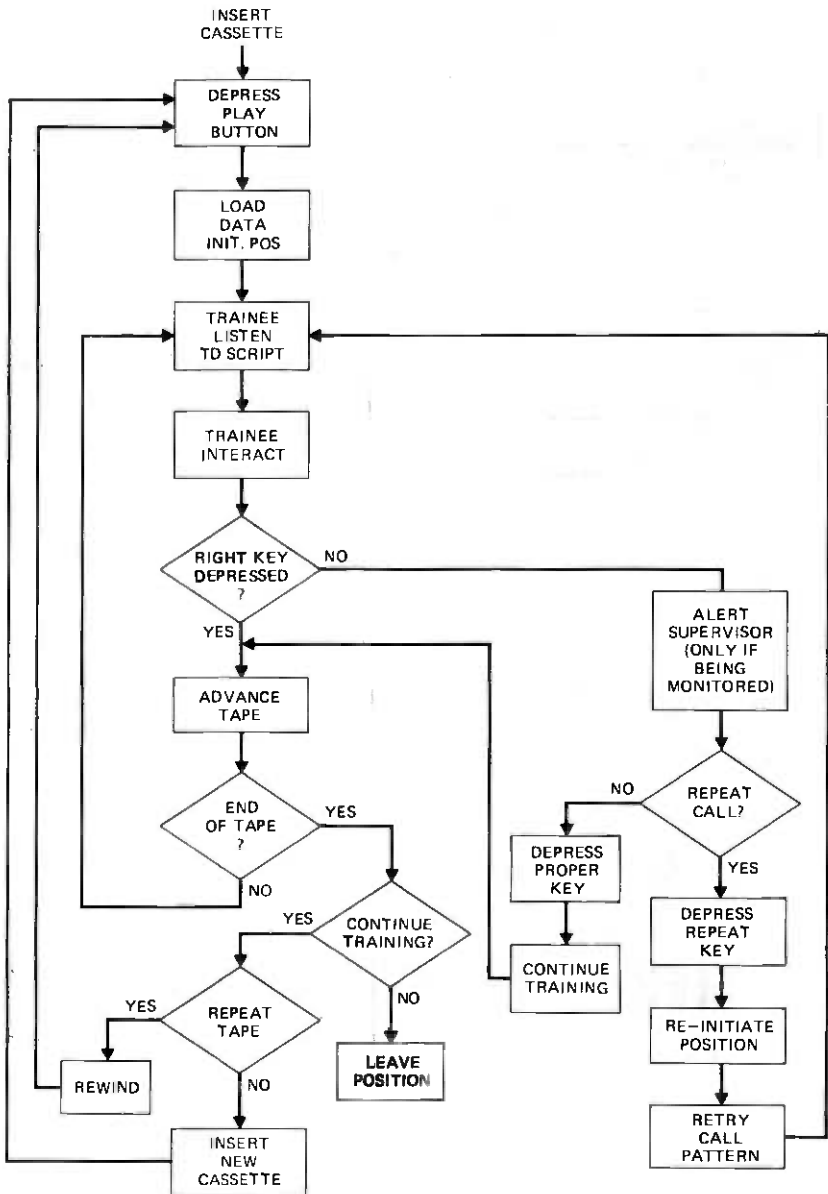 INSERT
CASSETTE
DEPRESS
PLAY
BUTTON
LOAD
DATA
INIT. POS
TRAINEE
LISTEN
TD SCRIPT
TRAINEE
INTERACT
RIGHT KEY
DEPRESSED
?
NO
YES
ALERT
SUPERVISOR
(ONLY IF
BEING
MONITORED)
ADVANCE
TAPE
END
OF TAPE
?
YES
NO
REPEAT
CALL?
NO
YES
DEPRESS
PROPER
KEY
CONTINUE
TRAINING
DEPRESS
REPEAT
KEY
RE-INITIATE
POSITION
RETRY
CALL
PATTERN
CONTINUE
TRAINING?
YES
NO
LEAVE
POSITION
REPEAT
TAPE
YES
NO
REWIND
INSERT
NEW
CASSETTE